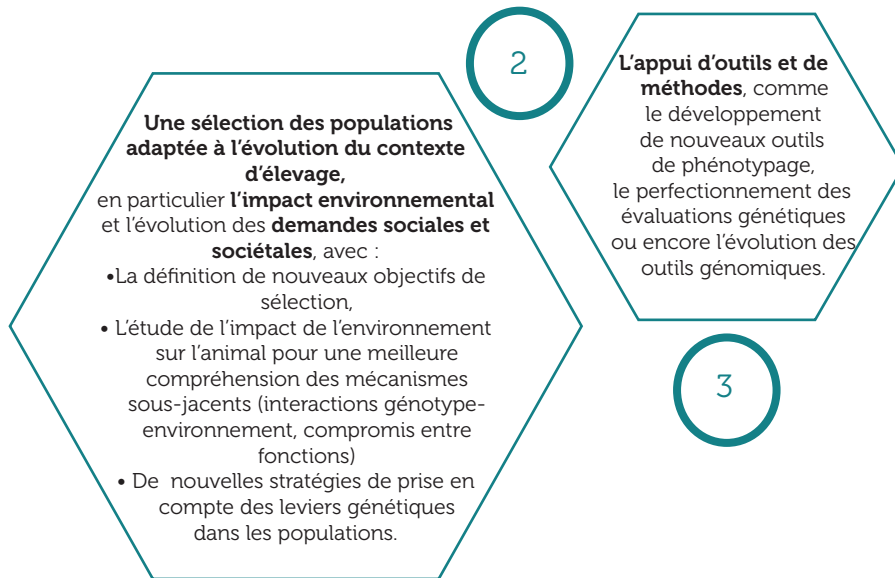 2
Une sélection des populations
adaptée à l'évolution du contexte
d'élevage,
en particulier l'impact environnemental
et l'évolution des demandes sociales et
sociétales, avec :
•La définition de nouveaux objectifs de
sélection,
• L'étude de l'impact de l'environnement
sur l'animal pour une meilleure
compréhension des mécanismes
sous-jacents (interactions génotype-
environnement, compromis entre
fonctions)
• De nouvelles stratégies de prise en
compte des leviers génétiques
dans les populations.
L'appui d'outils et de
méthodes, comme
le développement
de nouveaux outils
de phénotypage,
le perfectionnement des
évaluations génétiques
ou encore l'évolution des
outils génomiques.
3